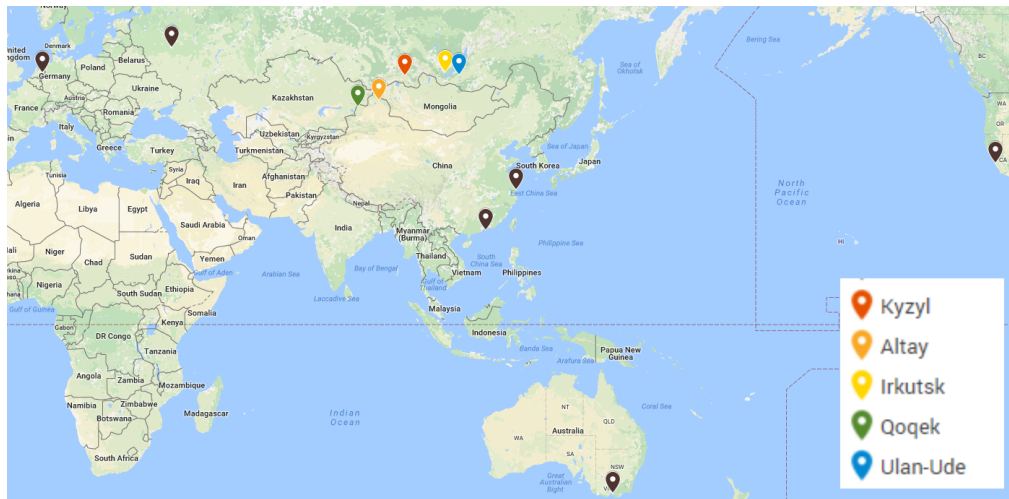 Norway
Bering Sea
United
Kingdom
Denmark
Sea of
Okhotsk
BC
Belarus
Poland
Germany
Ukraine
Kazakhstan
Mongolia
WA
OR
France
Austria
Romania
Italy
Uzbekistan
Kyrgyzstan
Sea of Japan
Greece
Turkey
Turkmenistan
China
South Korea
Japan
CA
Tunisia
Syria
Iraq
Iran
Afghanistan
Pakistan
North
Pacific
Ocean
East China Sea
Algeria
Libya
Egypt
Nepal
Saudi Arabia
India
Myanmar
(Burma)
Oman
HI
Mali
Niger
Chad
Sudan
Yemen
Thailand
Philippine Sea
Gulf of Aden
Arabian Sea
Bay of Bengal
South
China Sea
Vietnam
Philippines
Burkina
Faso
Nigeria
Ethiopia
South Sudan
Gulf of
Thailand
Laccadive Sea
Ghana
Gulf of Guinea
Somalia
Malaysia
Gabon
Kenya
DR Congo
Indonesia
Tanzania
Banda Sea
Papua New
Guinea
Arafura Sea
Angola
Zambia
Mozambique
Namibia
Zimbabwe
Botswana
Madagascar
Indian
Ocean
NT
Coral Sea
QLD
Australia
WA
SA
South Africa
NSW
Great
Australian
Bight
Kyzyl
Altay
Irkutsk
Qoqek
Ulan-Ude